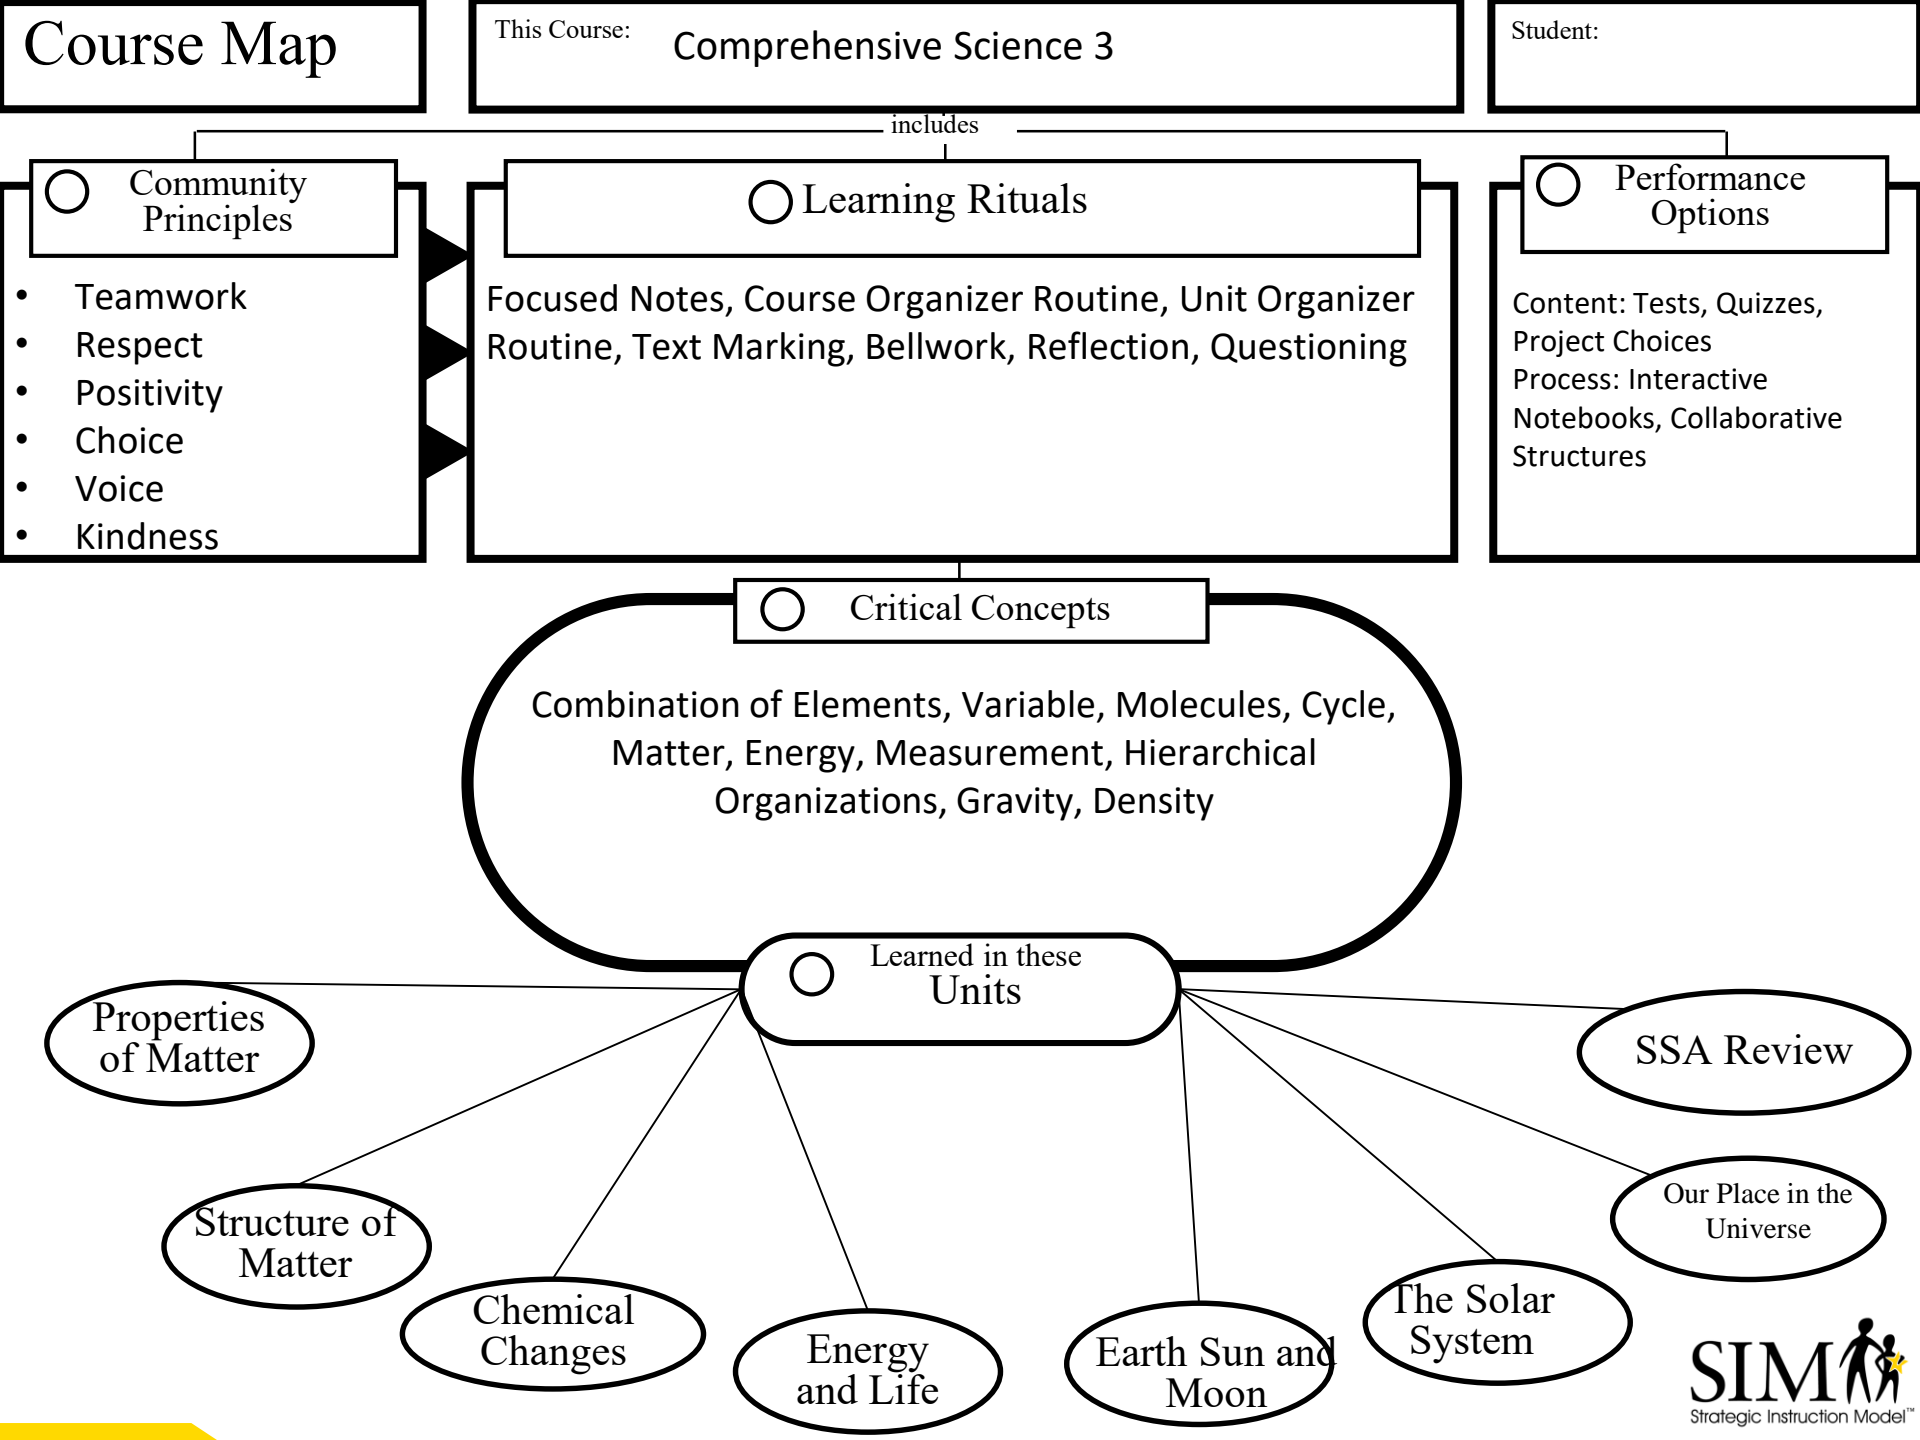 Course Map
This Course:
Comprehensive Science 3
Student:
includes
Community
Principles
• Teamwork
• Respect
• Positivity
• Choice
• Voice
• Kindness
Learning Rituals
Focused Notes, Course Organizer Routine, Unit Organizer
Routine, Text Marking, Bellwork, Reflection, Questioning
Performance
Options
Content: Tests, Quizzes,
Project Choices
Process: Interactive
Notebooks, Collaborative
Structures
Critical Concepts
Combination of Elements, Variable, Molecules, Cycle,
Matter, Energy, Measurement, Hierarchical
Organizations, Gravity, Density
Learned in these
Units
Properties
of Matter
Structure of
Matter
Chemical
Changes
Energy
and Life
Earth Sun and
Moon
The Solar
System
Our Place in the
Universe
SSA Review
SIM
Strategic Instruction Model™